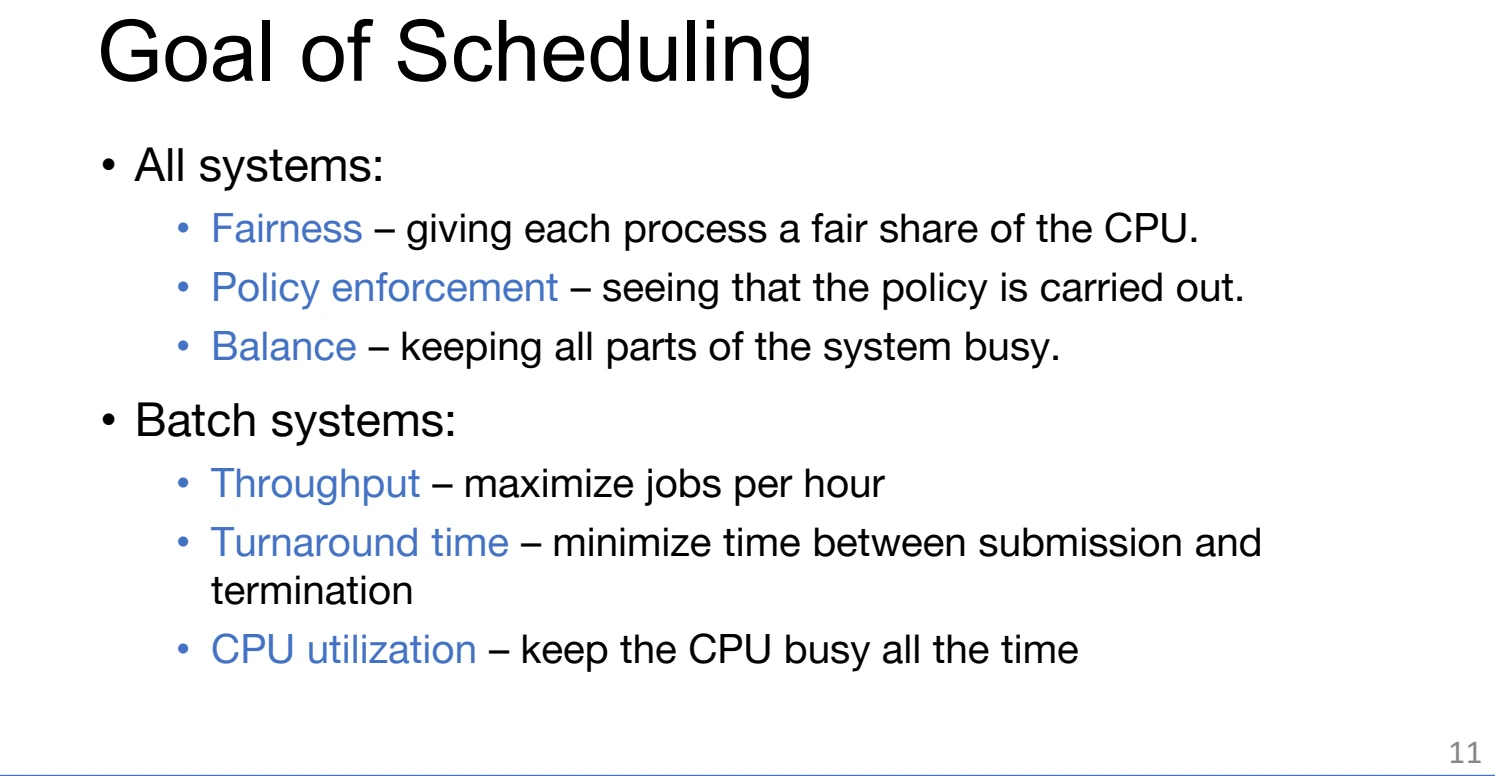 Goal of Scheduling
• All systems:
• Fairness – giving each process a fair share of the CPU.
• Policy enforcement – seeing that the policy is carried out.
• Balance – keeping all parts of the system busy.
• Batch systems:
• Throughput – maximize jobs per hour
• Turnaround time – minimize time between submission and
termination
• CPU utilization – keep the CPU busy all the time
11